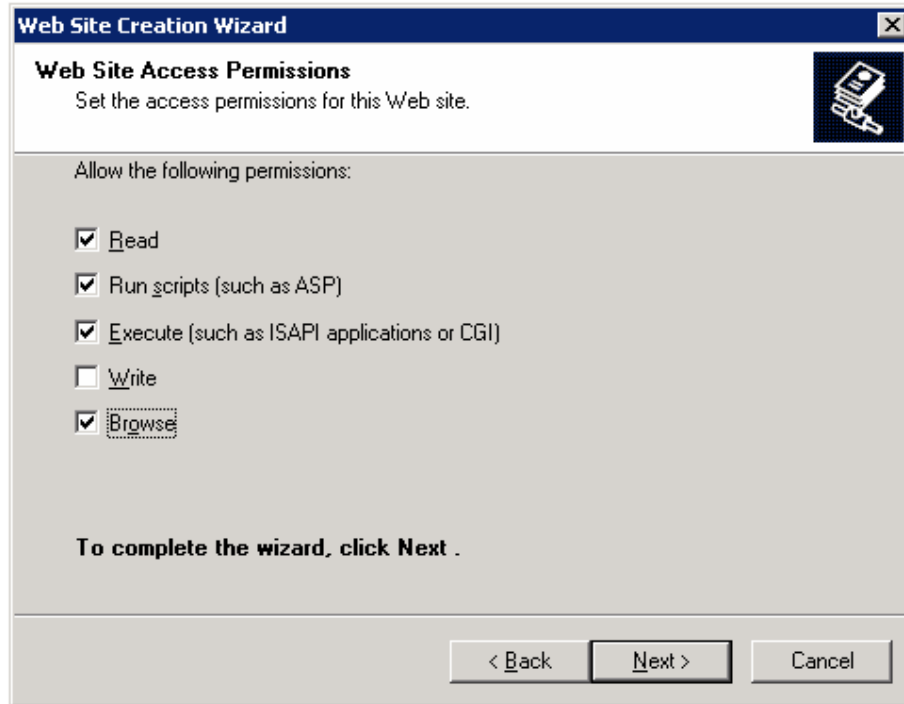 Web Site Creation Wizard
Web Site Access Permissions
Set the access permissions for this Web site.
Allow the following permissions:
Read
Run scripts (such as ASP)
Execute (such as ISAPI applications or CGI)
Write
Browse
To complete the wizard, click Next .
< Back Next > Cancel